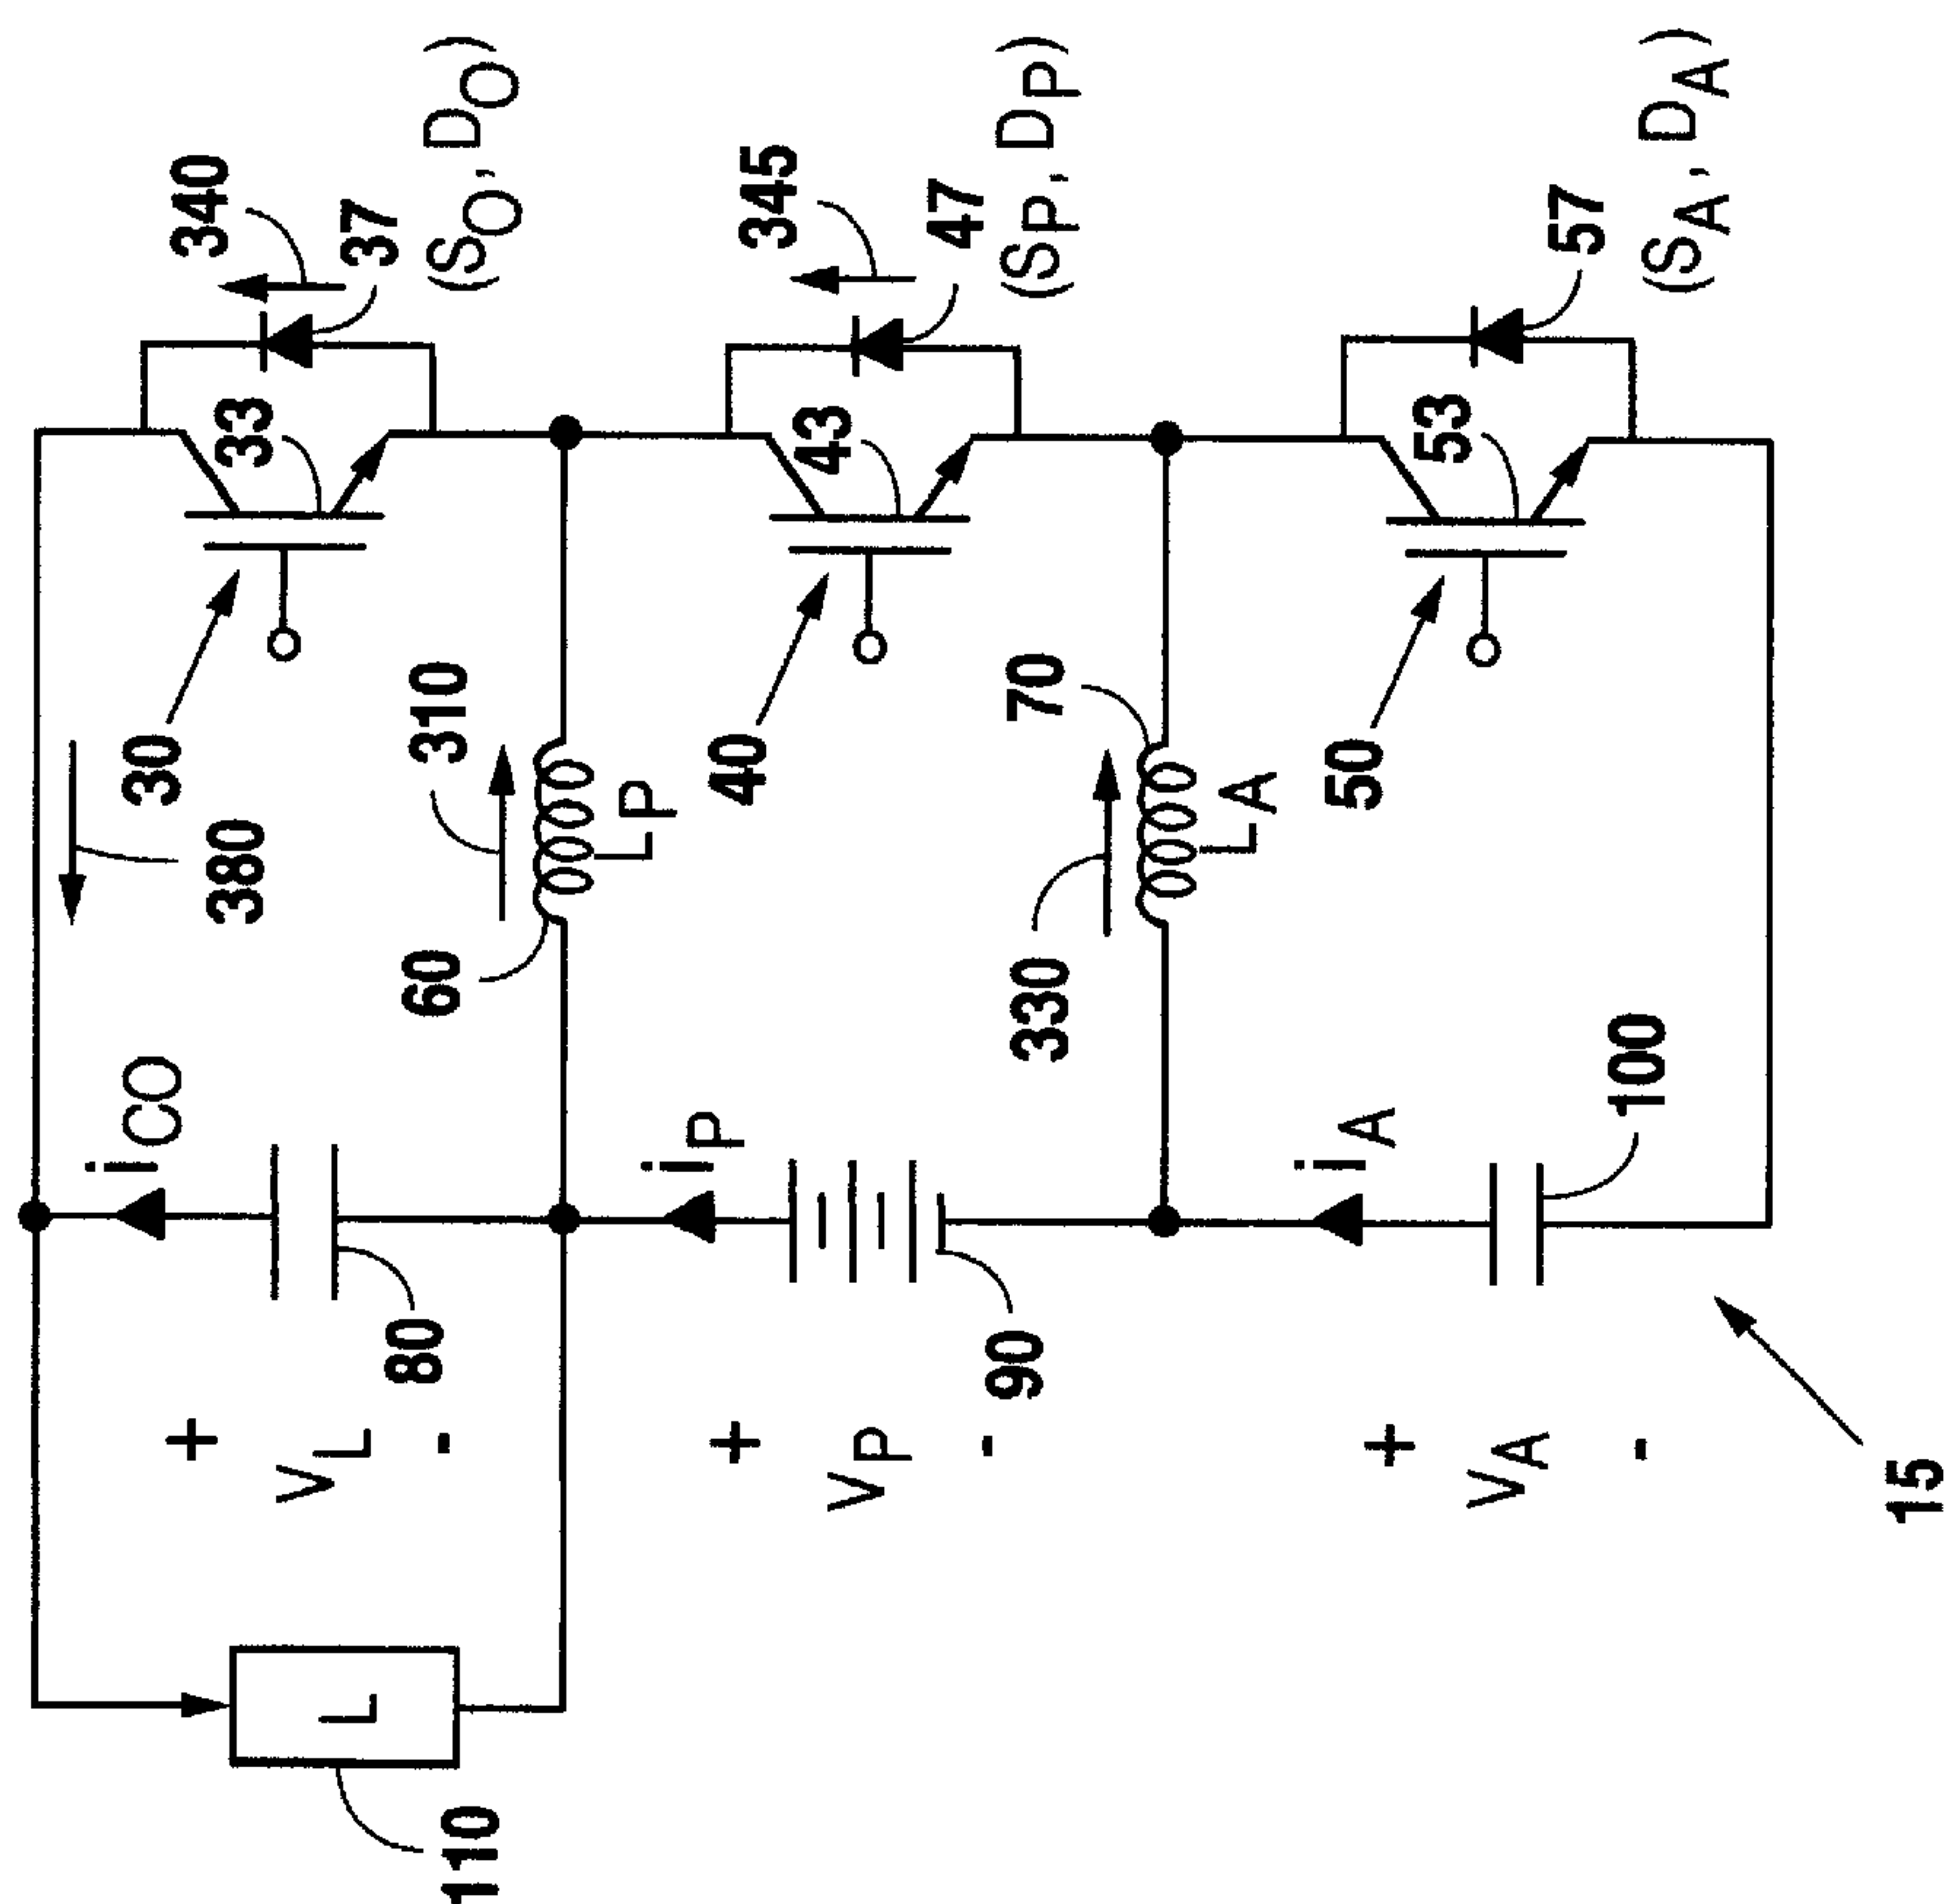 340
37
(SO, DO)
33
30
380
310
60
LP
iCO
80
+
VL
-
L
110
345
47
(SP, DP)
43
40
70
330
LA
iP
90
+
VP
-
57
(SA, DA)
53
50
iA
100
+
VA
-
15